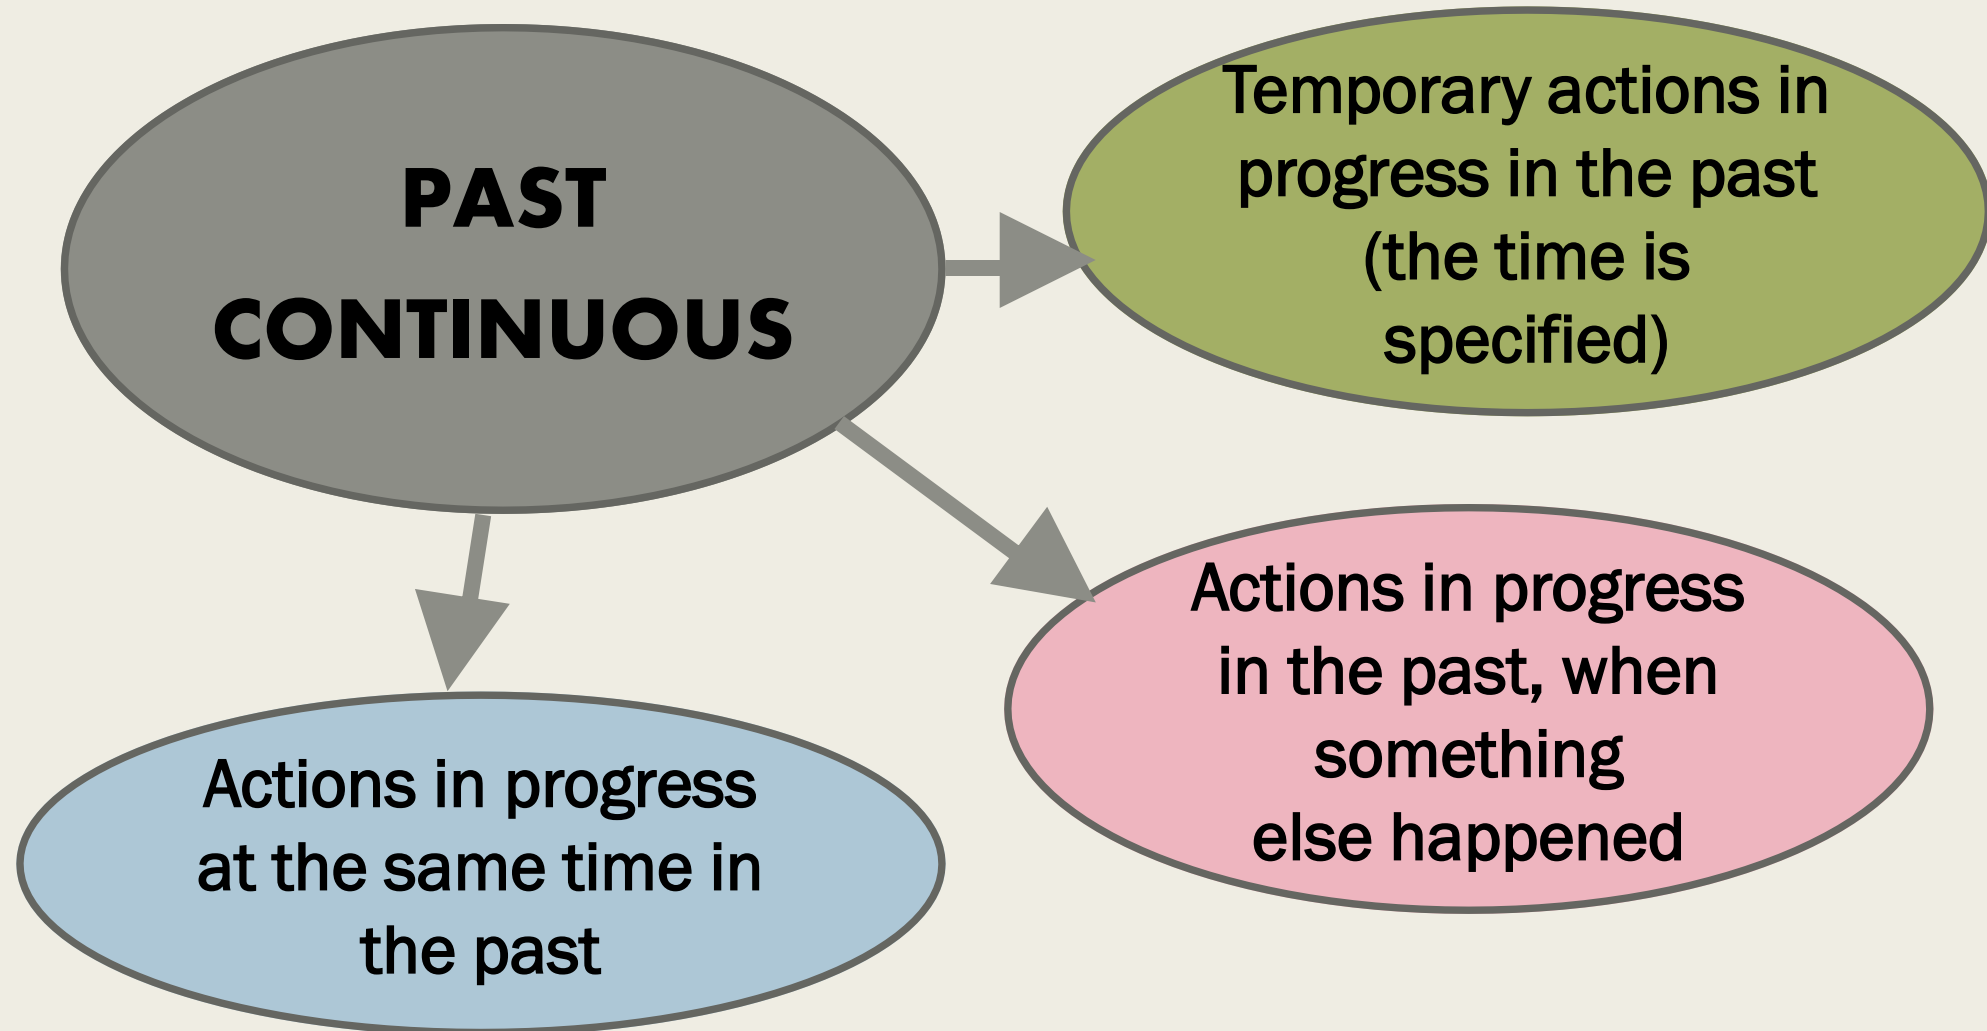 PAST
CONTINUOUS
Temporary actions in
progress in the past
(the time is
specified)
Actions in progress
in the past, when
something
else happened
Actions in progress
at the same time in
the past